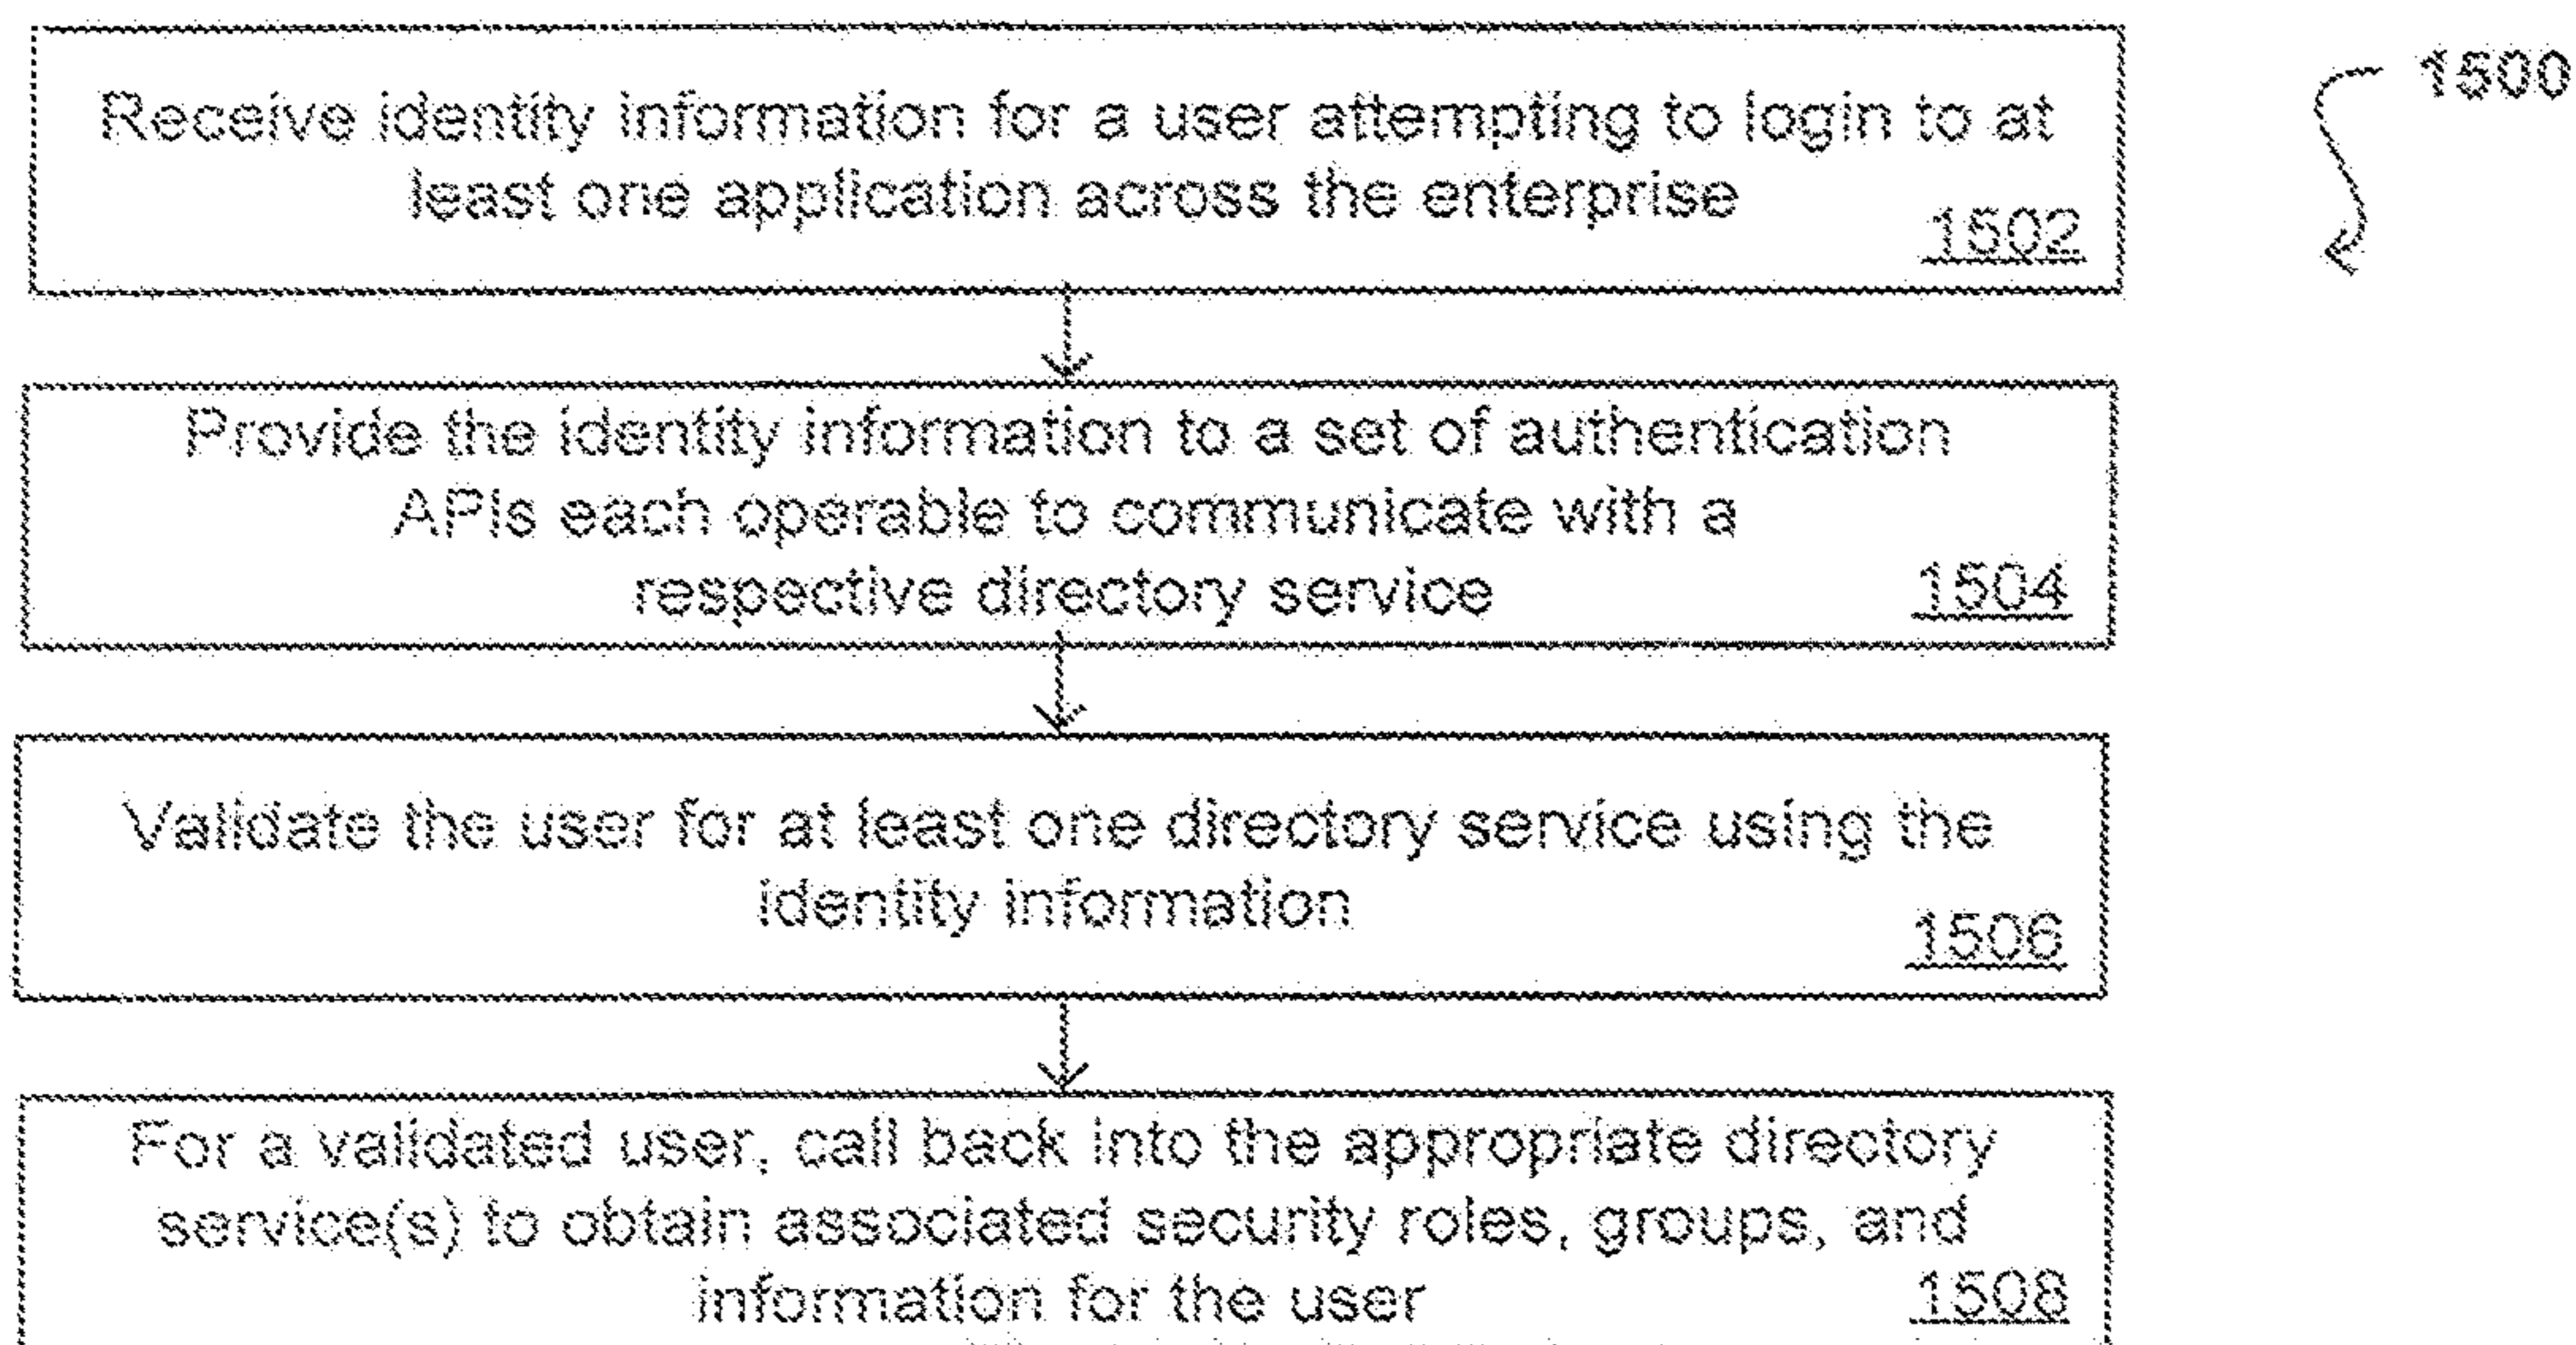 1500
Receive identity information for a user attempting to login to at
least one application across the enterprise
1502
Provide the identity information to a set of authentication
APIs each operable to communicate with a
respective directory service
1504
Validate the user for at least one directory service using the
identity information
1506
For a validated user, call back into the appropriate directory
service(s) to obtain associated security roles, groups, and
information for the user
1508